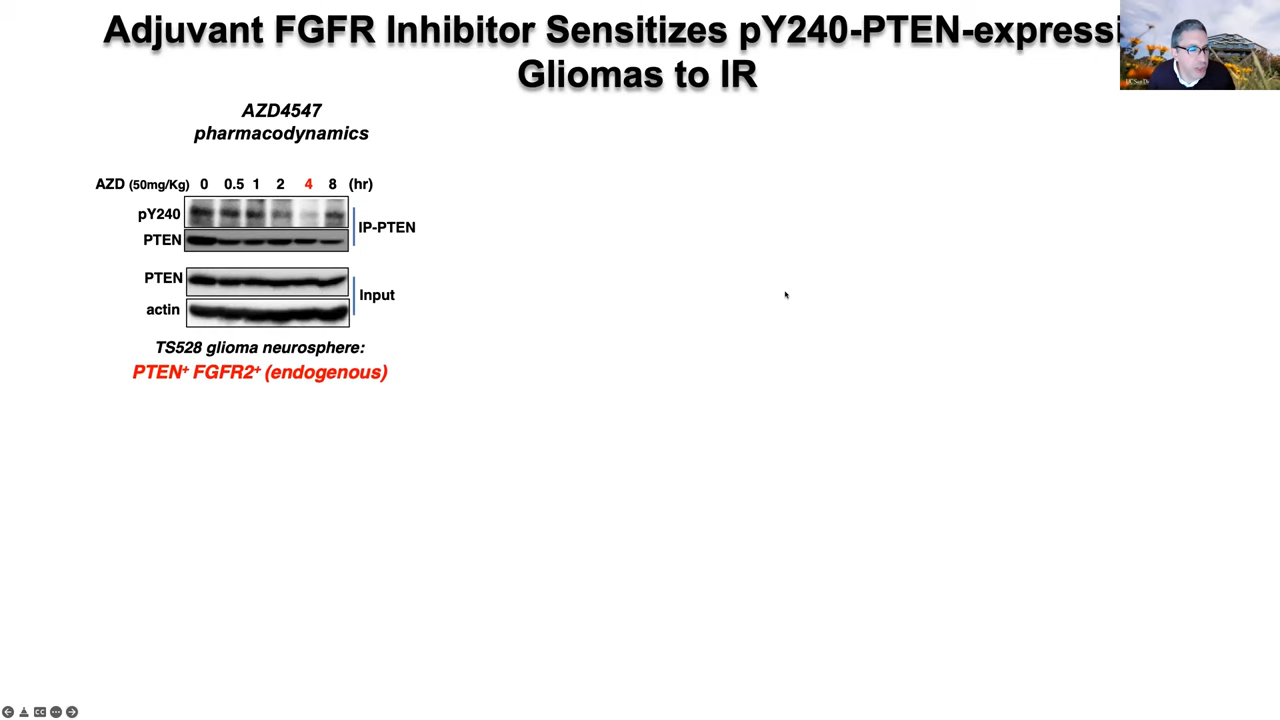 Adjuvant FGFR Inhibitor Sensitizes pY240-PTEN-expressi
Gliomas to IR
AZD4547
pharmacodynamics
AZD (50mg/Kg) 0 0.5 1 2 4 8 (hr)
pY240
PTEN
IP-PTEN
PTEN
actin
Input
TS528 glioma neurosphere:
PTEN+ FGFR2+ (endogenous)